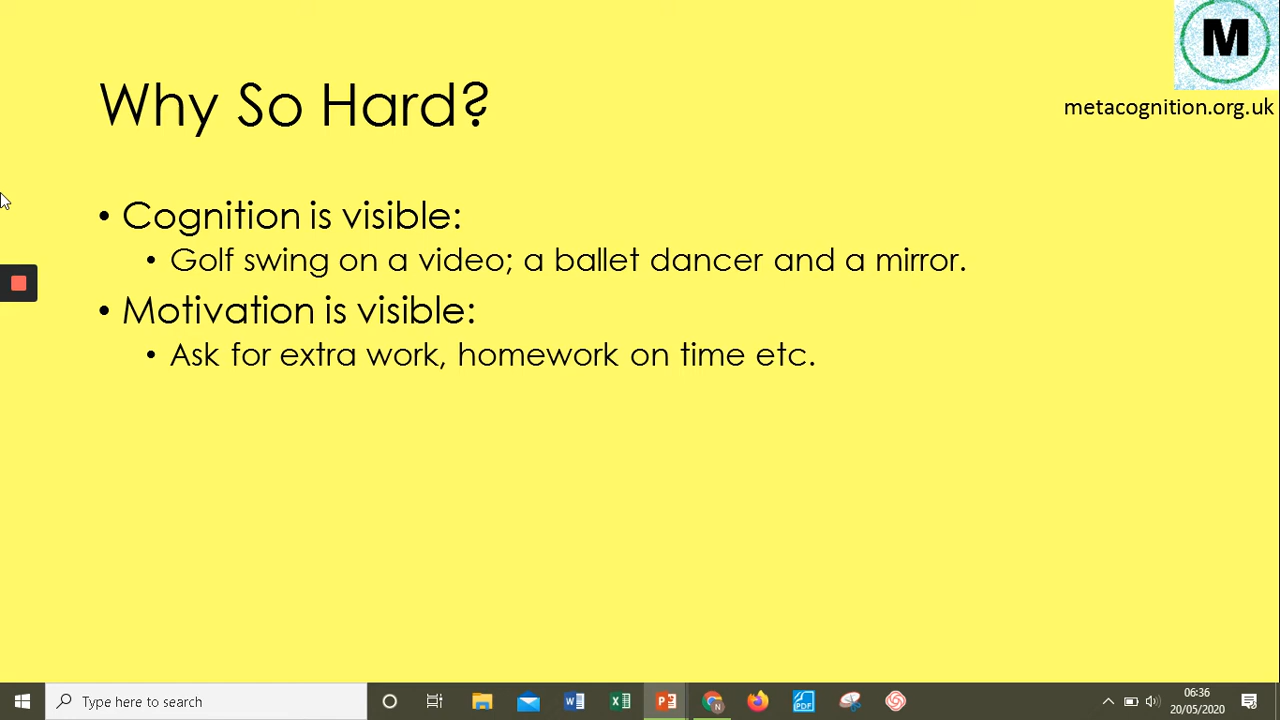 M
metacognition.org.uk
Why So Hard?
• Cognition is visible:
• Golf swing on a video; a ballet dancer and a mirror.
• Motivation is visible:
• Ask for extra work, homework on time etc.
Type here to search
06:36
20/05/2020